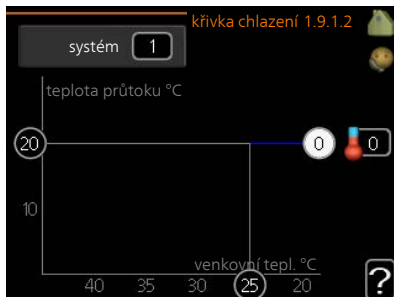 křivka chlazení 1.9.1.2
systém 1
teplota průtoku °C
20 0 0
10
venkovní tepl. °C
40 35 30 25 20
?